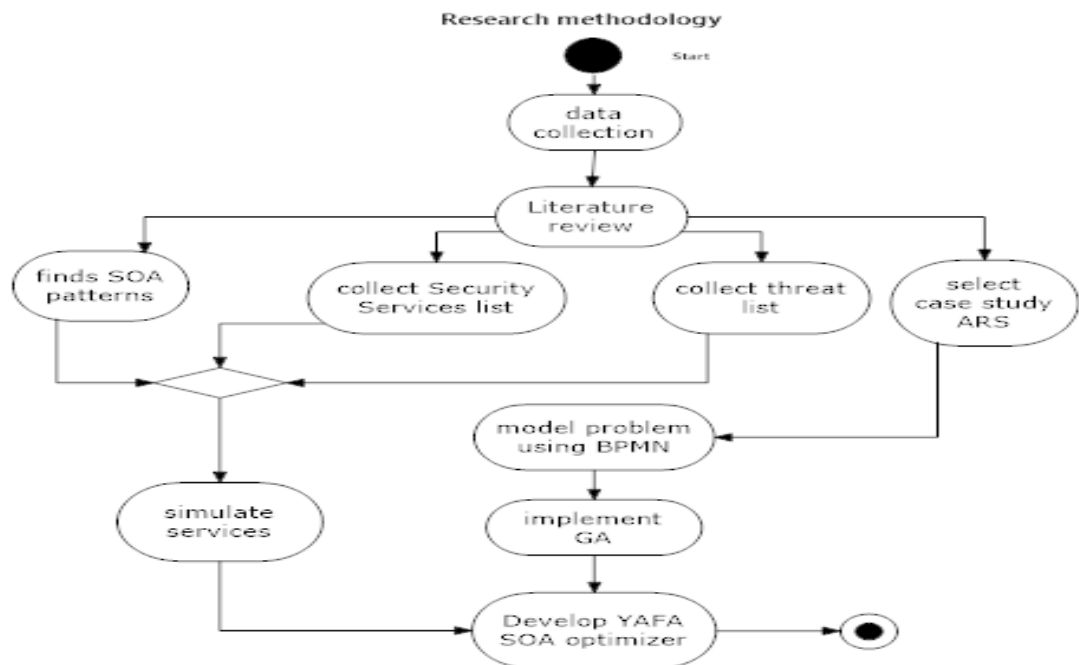 Research methodology
Start
data
collection
Literature
review
finds SOA
patterns
collect Security
Services list
collect threat
list
select
case study
ARS
model problem
using BPMN
simulate
services
implement
GA
Develop YAFA
SOA optimizer